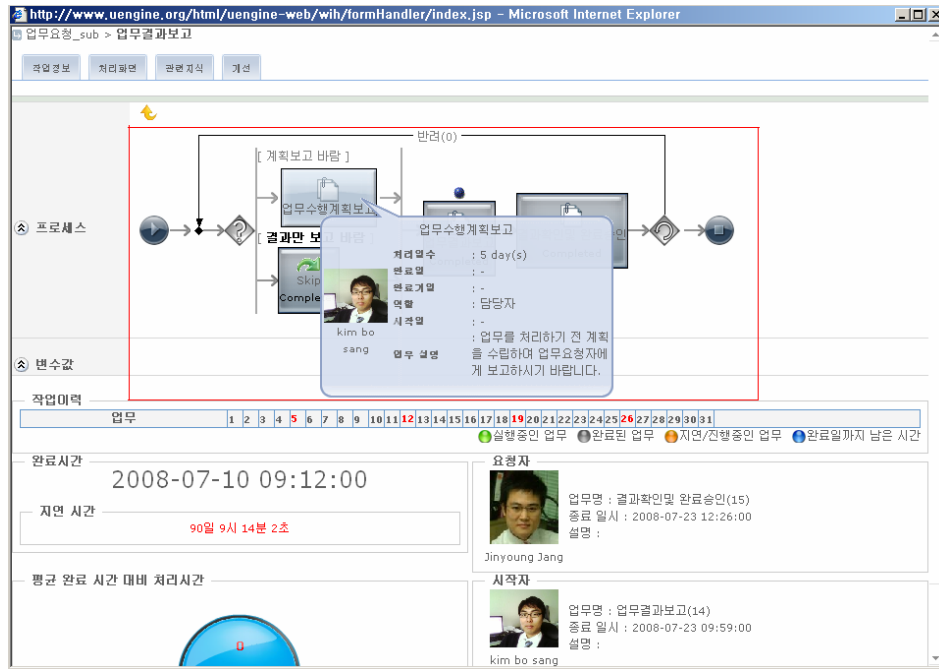 http://www.uengine.org/html/uengine-web/wih/formHandler/index.jsp - Microsoft Internet Explorer
업무요청_sub > 업무결과보고
작업정보 처리화면 관련지식 개선
반려(0)
[ 계획보고 바람 ]
업무수행계획보고
프로세스
[ 결과만 보고 바람
인
Skip
Comple
Completed
업무수행계획보고
처리일수 : 5 day(s)
완료일 : -
완료기일 : -
역할 : 담당자
시작일 : -
업무 설명 : 업무를 처리하기 전 계획
을 수립하여 업무요청자에
게 보고하시기 바랍니다.
kim bo
sang
변수값
작업이력
업무 1 2 3 4 5 6 7 8 9 10 11 12 13 14 15 16 17 18 19 20 21 22 23 24 25 26 27 28 29 30 31
실행중인 업무 완료된 업무 지연/진행중인 업무 완료일까지 남은 시간
완료시간
2008-07-10 09:12:00
지연 시간
90일 9시 14분 2초
요청자
업무명 : 결과확인및 완료승인(15)
종료 일시 : 2008-07-23 12:26:00
설명 :
Jinyoung Jang
평균 완료 시간 대비 처리시간
0
시작자
업무명 : 업무결과보고(14)
종료 일시 : 2008-07-23 09:59:00
설명 :
kim bo sang